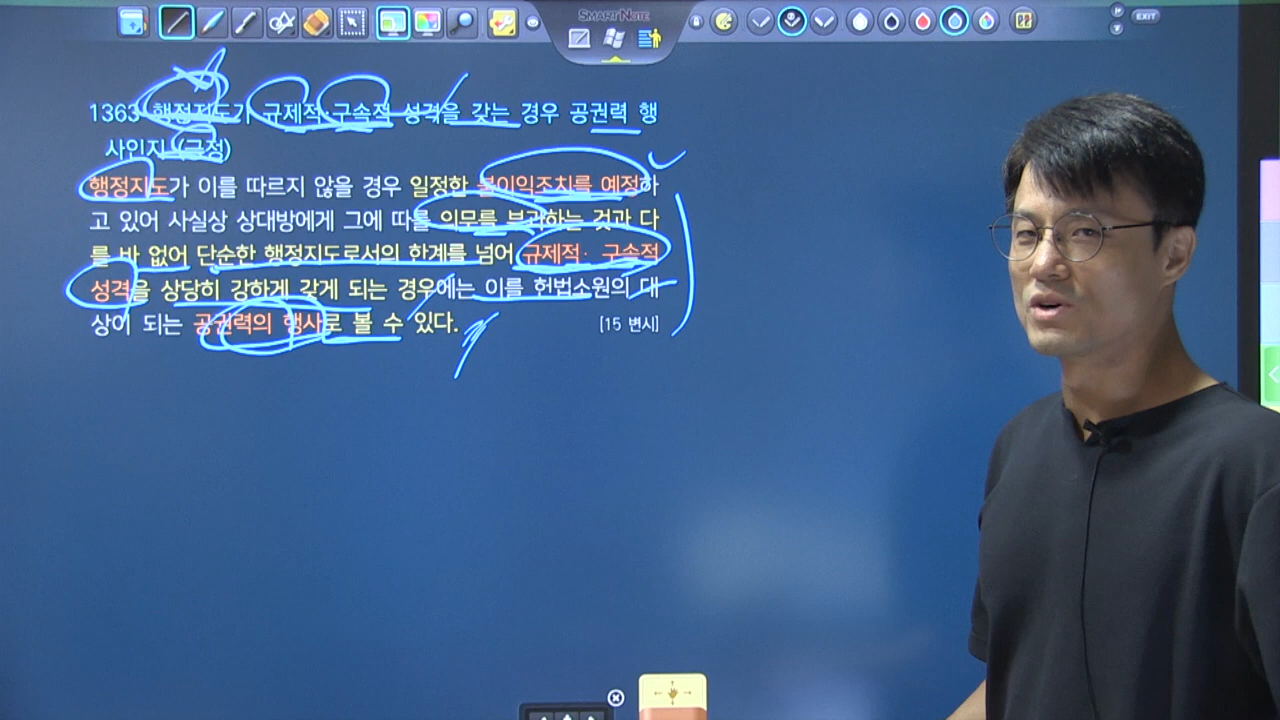 SMARTNOTE
EXIT
1363 행정지도가 규제적·구속적 성격을 갖는 경우 공권력 행
사인지 (긍정)
행정지도가 이를 따르지 않을 경우 일정한 불이익조치를 예정하
고 있어 사실상 상대방에게 그에 따를 의무를 부과하는 것과 다
를 바 없어 단순한 행정지도로서의 한계를 넘어 규제적· 구속적
성격을 상당히 강하게 갖게 되는 경우에는 이를 헌법소원의 대
상이 되는 공권력의 행사로 볼 수 있다. [15 변시]